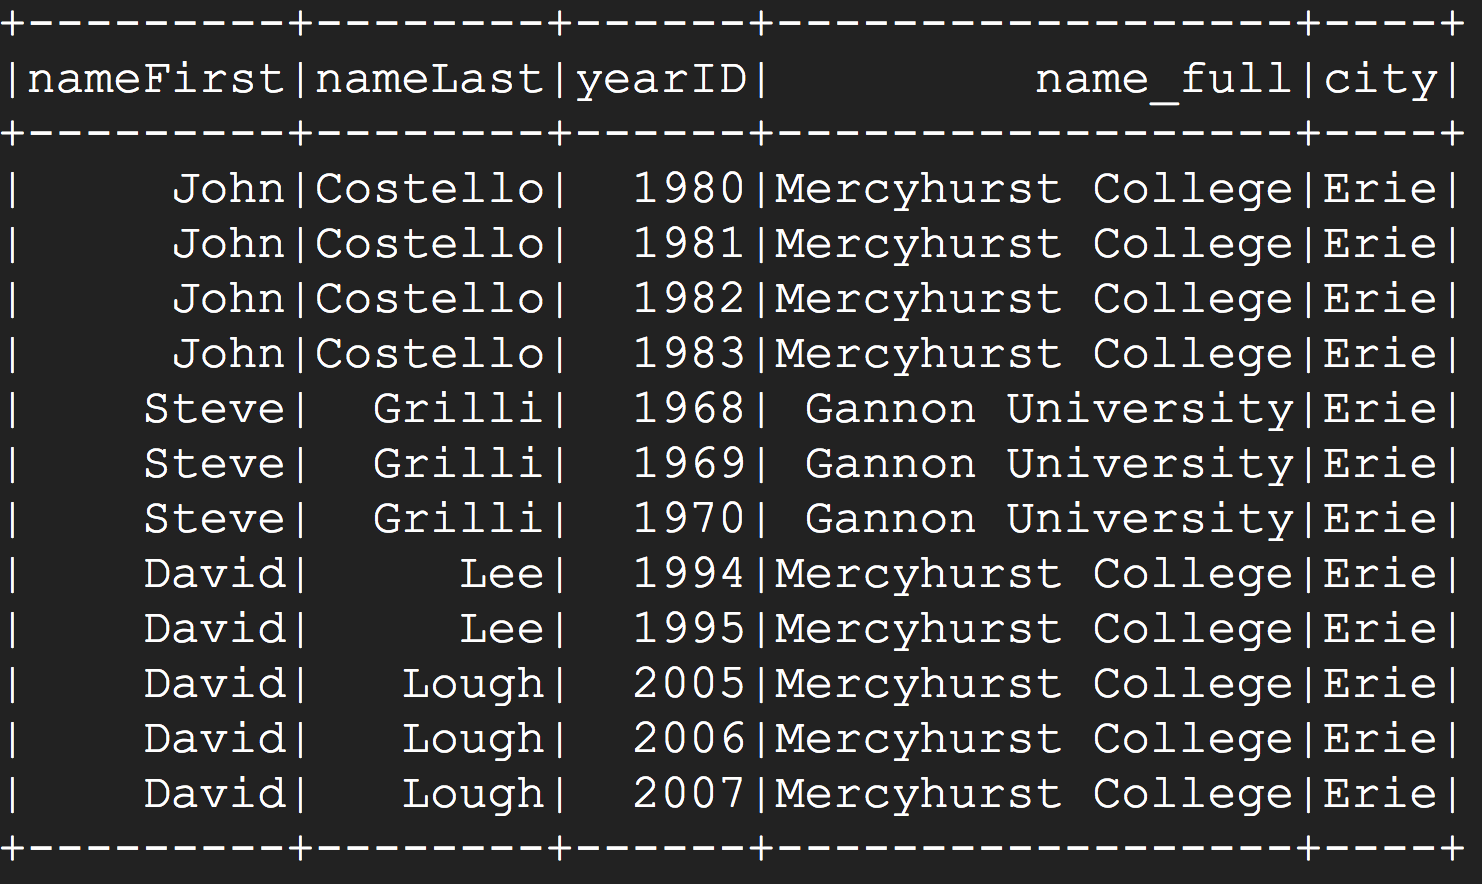 +---------+--------+------+------------------+----+
|nameFirst|nameLast|yearID|         name_full|city|
+---------+--------+------+------------------+----+
|     John|Costello|  1980|Mercyhurst College|Erie|
|     John|Costello|  1981|Mercyhurst College|Erie|
|     John|Costello|  1982|Mercyhurst College|Erie|
|     John|Costello|  1983|Mercyhurst College|Erie|
|    Steve|  Grilli|  1968| Gannon University|Erie|
|    Steve|  Grilli|  1969| Gannon University|Erie|
|    Steve|  Grilli|  1970| Gannon University|Erie|
|    David|     Lee|  1994|Mercyhurst College|Erie|
|    David|     Lee|  1995|Mercyhurst College|Erie|
|    David|   Lough|  2005|Mercyhurst College|Erie|
|    David|   Lough|  2006|Mercyhurst College|Erie|
|    David|   Lough|  2007|Mercyhurst College|Erie|
+---------+--------+------+------------------+----+